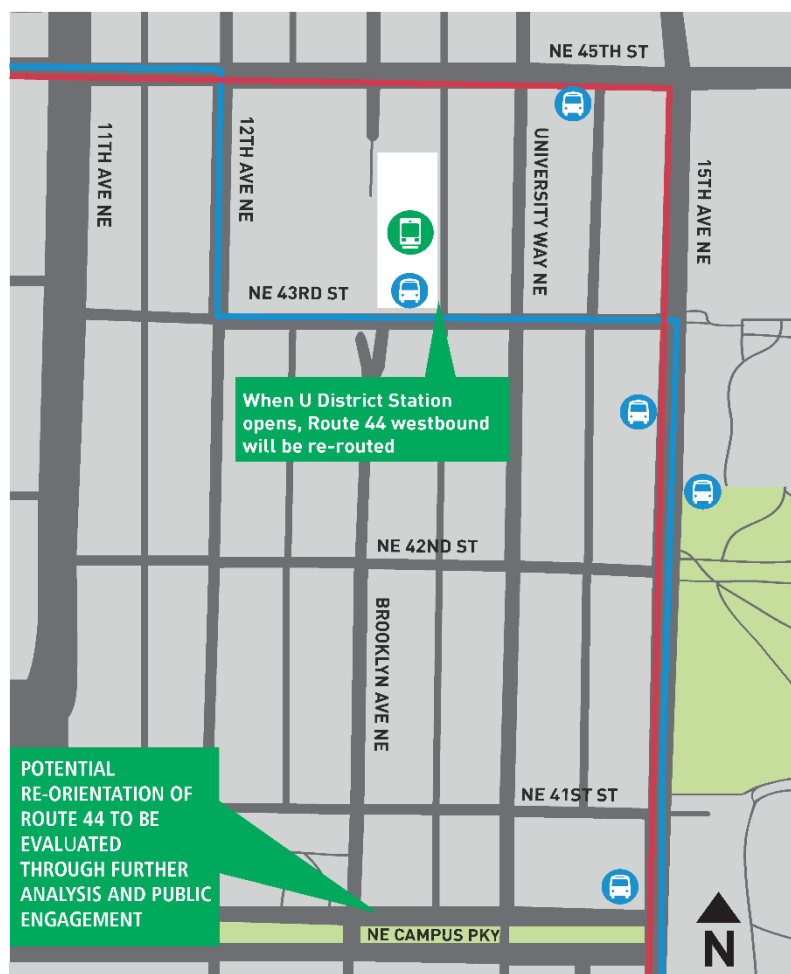 NE 45TH ST
11TH AVE NE
12TH AVE NE
UNIVERSITY WAY NE
15TH AVE NE
NE 43RD ST
When U District Station
opens, Route 44 westbound
will be re-routed
NE 42ND ST
BROOKLYN AVE NE
POTENTIAL
RE-ORIENTATION OF
ROUTE 44 TO BE
EVALUATED
THROUGH FURTHER
ANALYSIS AND PUBLIC
ENGAGEMENT
NE 41ST ST
NE CAMPUS PKY
N